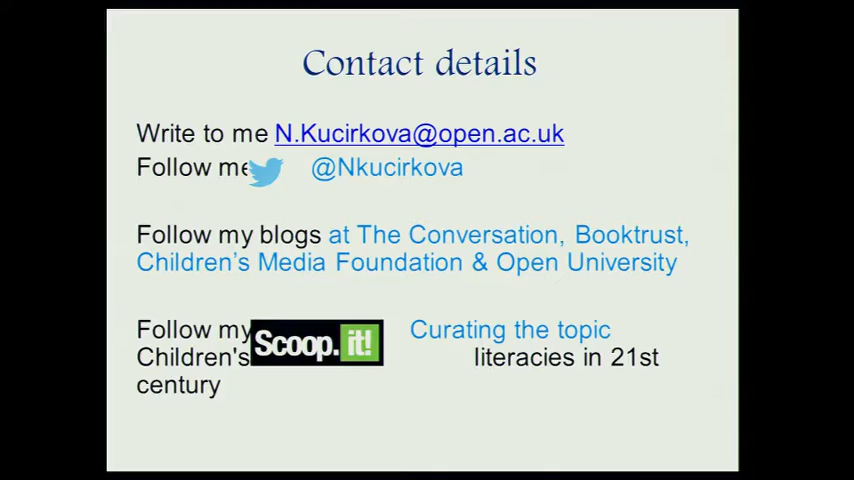 Contact details
Write to me N.Kucirkova@open.ac.uk
Follow me @Nkucirkova
Follow my blogs at The Conversation, Booktrust,
Children's Media Foundation & Open University
Follow my Scoop.it! Curating the topic
Children's literacies in 21st
century